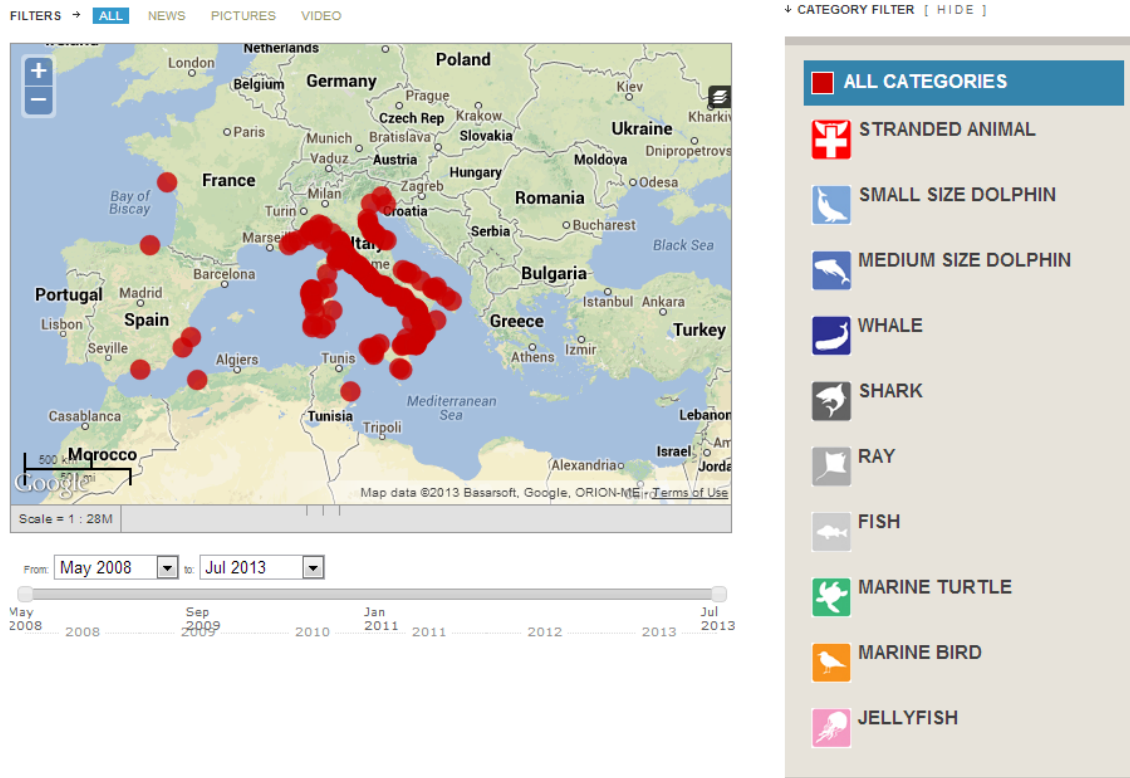 FILTERS → ALL NEWS PICTURES VIDEO
↓ CATEGORY FILTER [ HIDE ]
Netherlands
London
Poland
Belgium
Germany
Kiev
Prague
Czech Rep
Krakow
Kharkiv
Paris
Munich
Bratislava
Slovakia
Ukraine
Vaduz
Austria
Moldova
Dnipropetrovs
France
Hungary
Milan
Zagreb
Odesa
Bay of
Biscay
Romania
Turin
Croatia
Bucharest
Serbia
Marseil
Italy
Black Sea
Barcelona
Bulgaria
Portugal
Madrid
Istanbul
Ankara
Lisbon
Spain
Greece
Turkey
Seville
Algiers
Tunis
Athens
Izmir
Casablanca
Tunisia
Mediterranean
Sea
Lebanon
Tripoli
Morocco
Israel
Am
Jorda
Alexandria
500 km
500 mi
Google
Map data ©2013 Basarsoft, Google, ORION-ME - Terms of Use
Scale = 1 : 28M
From: May 2008 to: Jul 2013
May 2008
Sep 2009
Jan 2011
Jul 2013
2008 2009 2010 2011 2012 2013
ALL CATEGORIES
STRANDED ANIMAL
SMALL SIZE DOLPHIN
MEDIUM SIZE DOLPHIN
WHALE
SHARK
RAY
FISH
MARINE TURTLE
MARINE BIRD
JELLYFISH